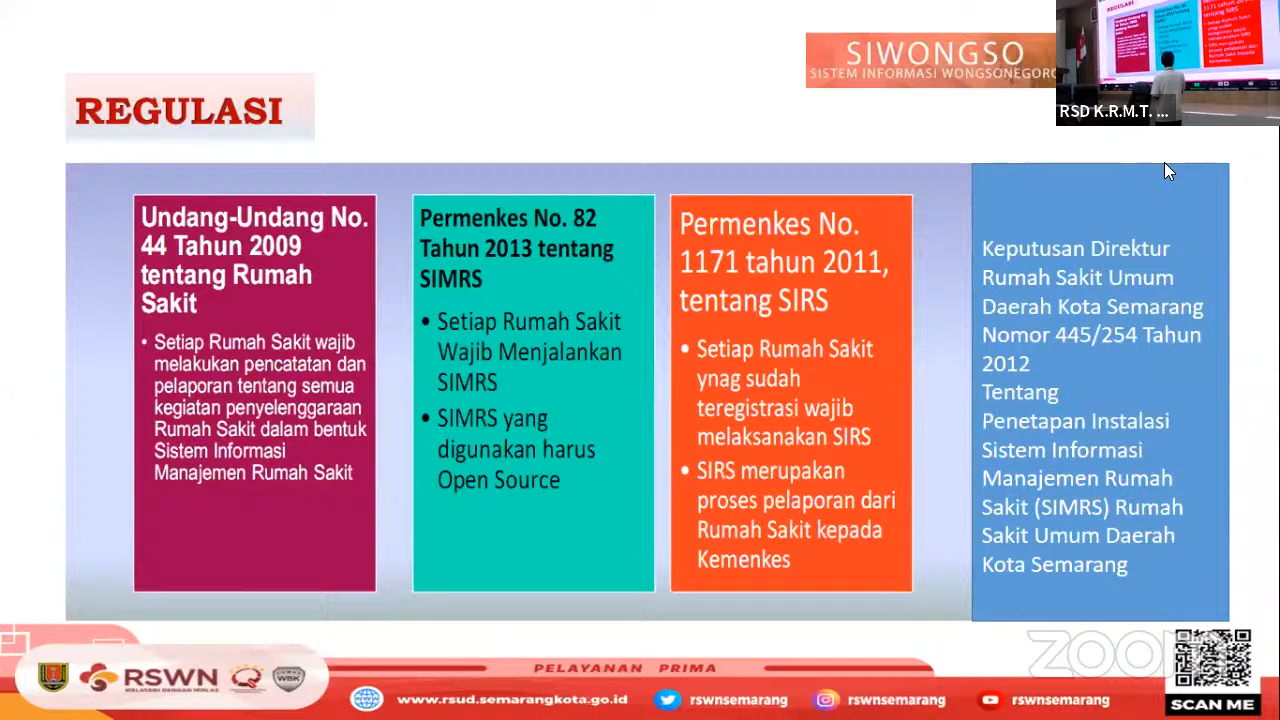 SIWONGSO
SISTEM INFORMASI WONGSONEGORO
RSD K.R.M.T. ...
REGULASI
Undang-Undang No.
44 Tahun 2009
tentang Rumah
Sakit
• Setiap Rumah Sakit wajib
melakukan pencatatan dan
pelaporan tentang semua
kegiatan penyelenggaraan
Rumah Sakit dalam bentuk
Sistem Informasi
Manajemen Rumah Sakit
Permenkes No. 82
Tahun 2013 tentang
SIMRS
• Setiap Rumah Sakit
Wajib Menjalankan
SIMRS
• SIMRS yang
digunakan harus
Open Source
Permenkes No.
1171 tahun 2011,
tentang SIRS
• Setiap Rumah Sakit
ynag sudah
teregistrasi wajib
melaksanakan SIRS
• SIRS merupakan
proses pelaporan dari
Rumah Sakit kepada
Kemenkes
Keputusan Direktur
Rumah Sakit Umum
Daerah Kota Semarang
Nomor 445/254 Tahun
2012
Tentang
Penetapan Instalasi
Sistem Informasi
Manajemen Rumah
Sakit (SIMRS) Rumah
Sakit Umum Daerah
Kota Semarang
zoom
RSWN
MELAYANI DENGAN IKHLAS
WBK
PELAYANAN PRIMA
www.rsud.semarangkota.go.id
rswnsemarang
rswnsemarang
rswnsemarang
SCAN ME